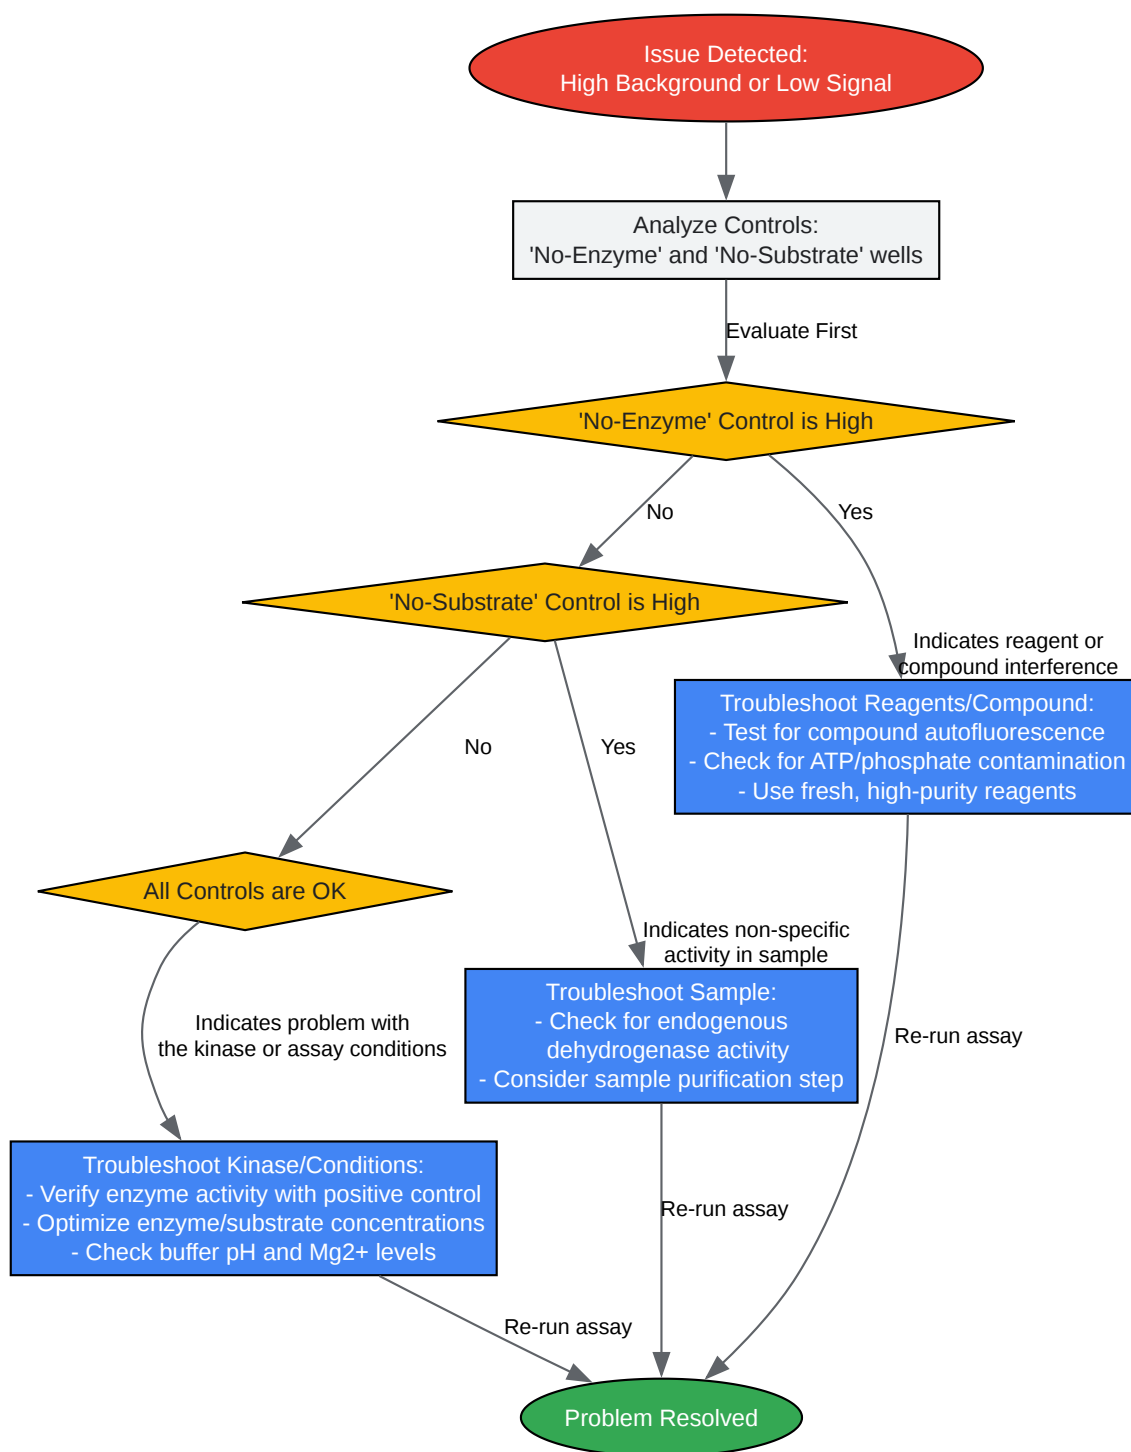 Issue Detected:
High Background or Low Signal
Analyze Controls:
'No-Enzyme' and 'No-Substrate' wells
Evaluate First
'No-Enzyme' Control is High
No
Yes
'No-Substrate' Control is High
Indicates reagent or
compound interference
Troubleshoot Reagents/Compound:
- Test for compound autofluorescence
- Check for ATP/phosphate contamination
- Use fresh, high-purity reagents
No
Yes
All Controls are OK
Indicates non-specific
activity in sample
Troubleshoot Sample:
- Check for endogenous
dehydrogenase activity
- Consider sample purification step
Indicates problem with
the kinase or assay conditions
Re-run assay
Troubleshoot Kinase/Conditions:
- Verify enzyme activity with positive control
- Optimize enzyme/substrate concentrations
- Check buffer pH and Mg2+ levels
Re-run assay
Re-run assay
Problem Resolved